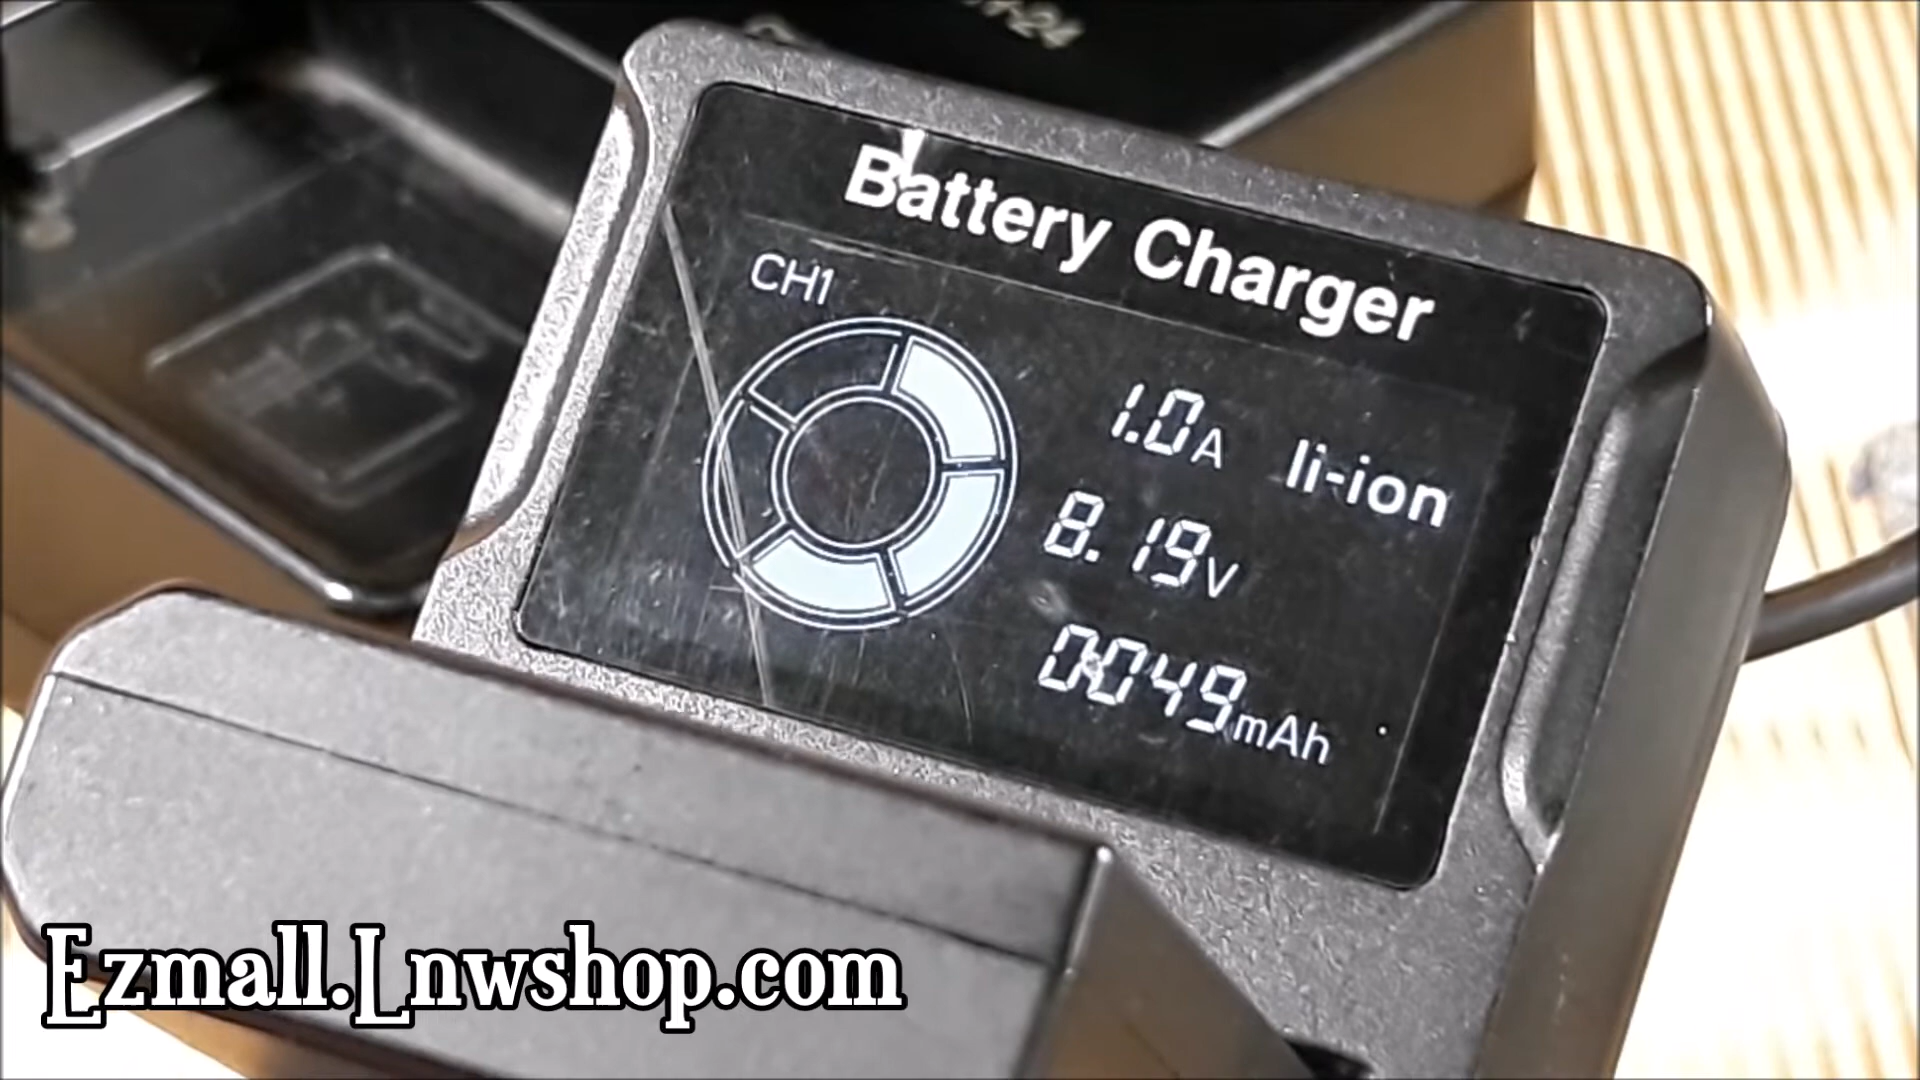 Battery Charger
CH1
1.0A li-ion
8.19V
0049mAh
Ezmall.Lnwshop.com